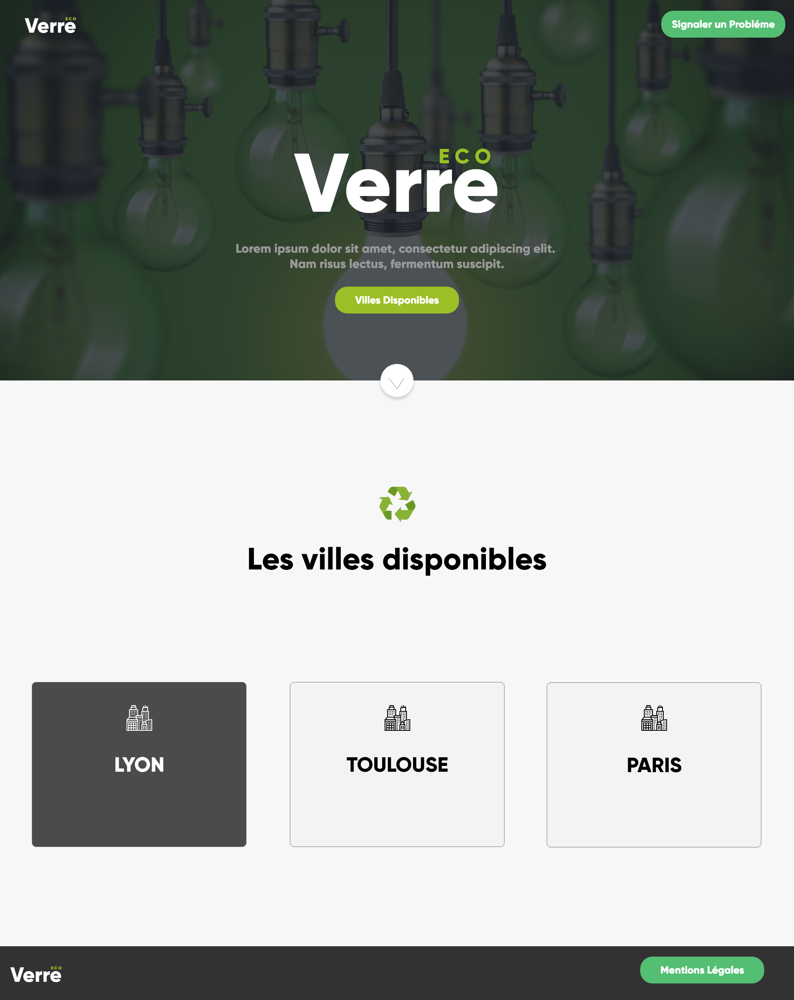 Verre ECO
Signaler un Probléme
Verre ECO
Lorem ipsum dolor sit amet, consectetur adipiscing elit.
Nam risus lectus, fermentum suscipit.
Villes Disponibles
Les villes disponibles
LYON
TOULOUSE
PARIS
Verre ECO
Mentions Légales